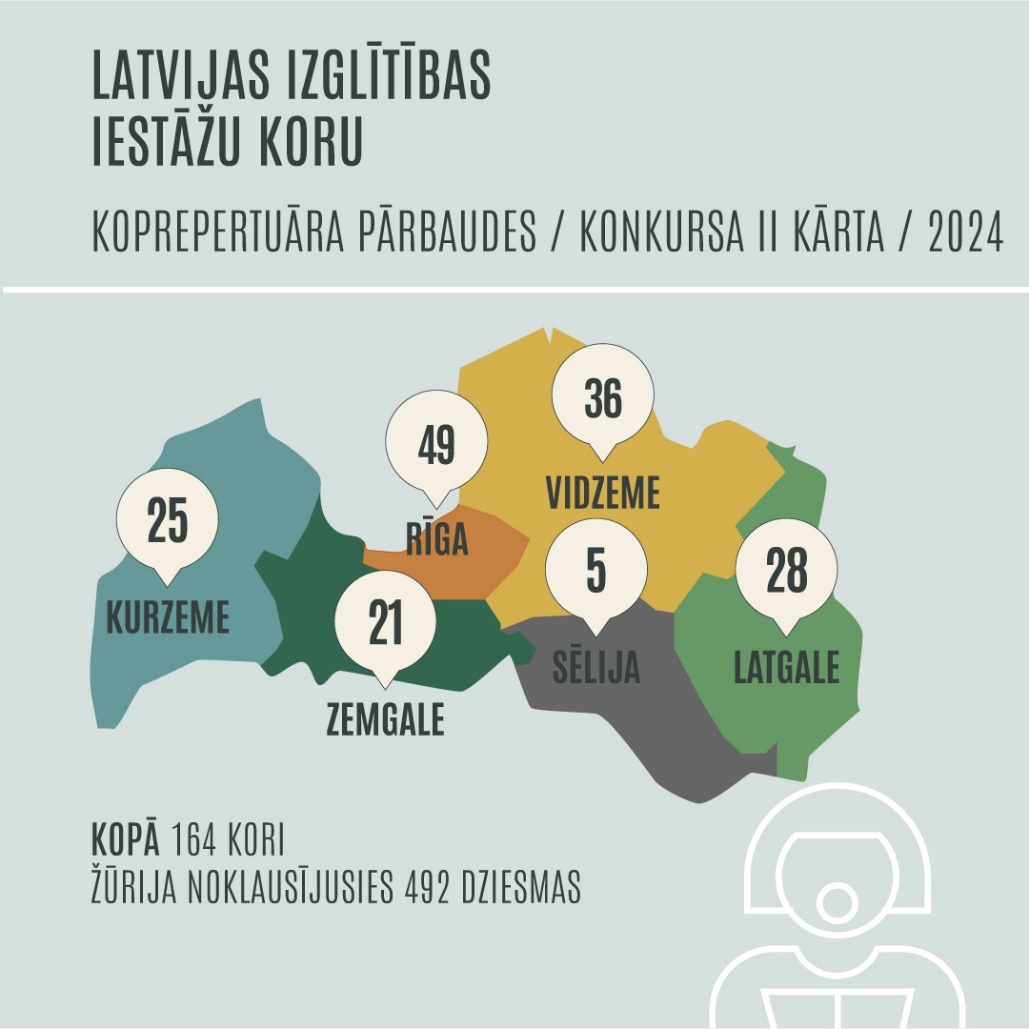 LATVIJAS IZGLĪTĪBAS
IESTĀŽU KORU
KOPREPERTUĀRA PĀRBAUDES / KONKURSA II KĀRTA / 2024
36
49
VIDZEME
25
RĪGA
5
28
KURZEME
21
SĒLIJA
LATGALE
ZEMGALE
KOPĀ 164 KORI
ŽŪRIJA NOKLAUSĪJUSIES 492 DZIESMAS